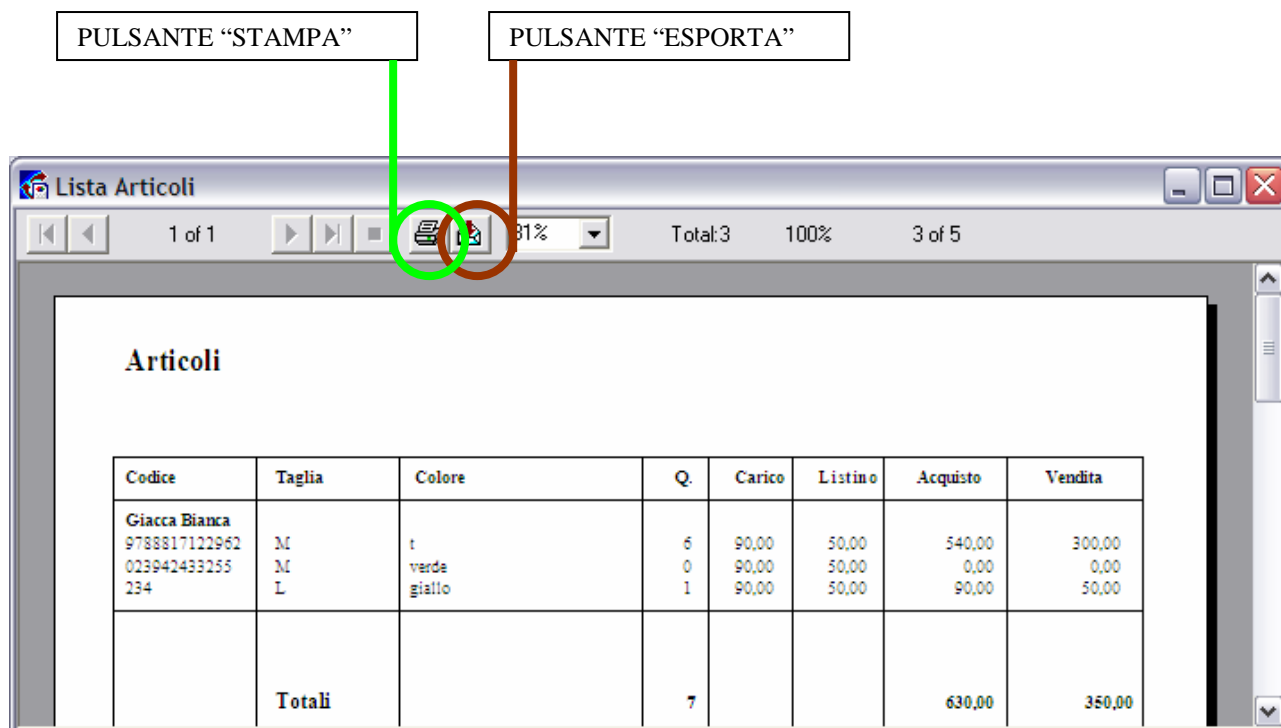 PULSANTE “STAMPA” PULSANTE “ESPORTA”
Lista Articoli
1 of 1 31% Total:3 100% 3 of 5
Articoli
Codice Taglia Colore Q. Carico Listino Acquisto Vendita
Giacca Bianca
9788817122962 M t 6 90,00 50,00 540,00 300,00
023942433255 M verde 0 90,00 50,00 0,00 0,00
234 L giallo 1 90,00 50,00 90,00 50,00
Totali 7 630,00 350,00